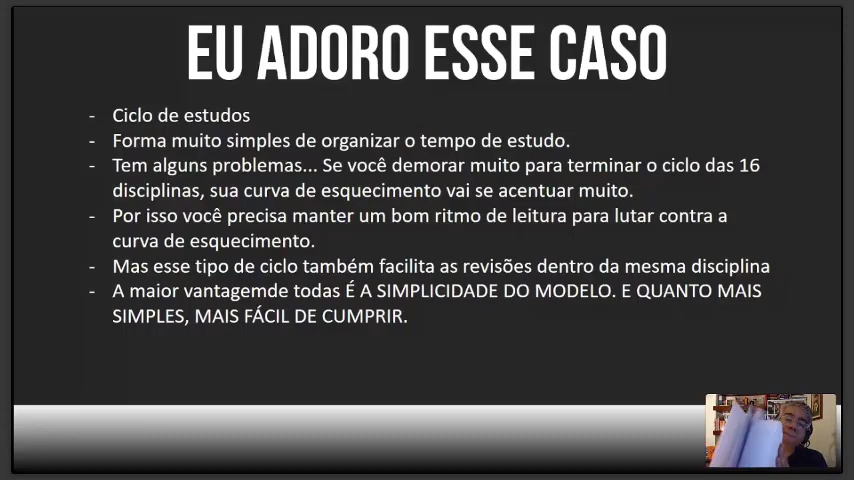 EU ADORO ESSE CASO
- Ciclo de estudos
- Forma muito simples de organizar o tempo de estudo.
- Tem alguns problemas... Se você demorar muito para terminar o ciclo das 16
disciplinas, sua curva de esquecimento vai se acentuar muito.
- Por isso você precisa manter um bom ritmo de leitura para lutar contra a
curva de esquecimento.
- Mas esse tipo de ciclo também facilita as revisões dentro da mesma disciplina
- A maior vantagemde todas É A SIMPLICIDADE DO MODELO. E QUANTO MAIS
SIMPLES, MAIS FÁCIL DE CUMPRIR.